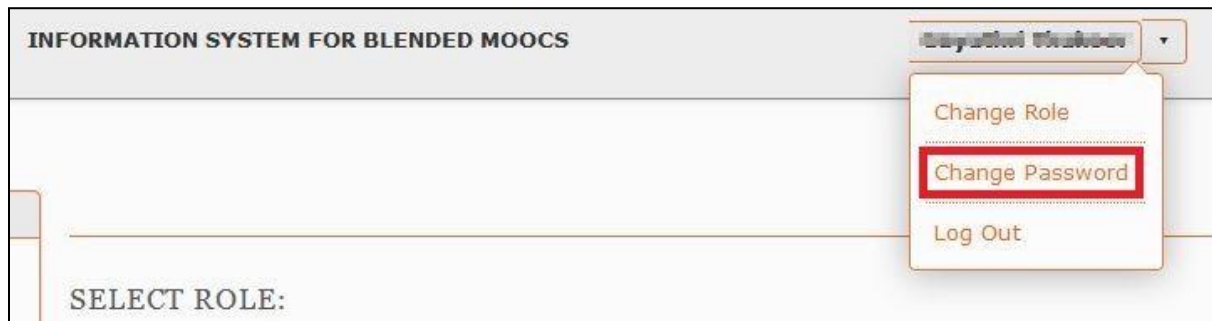 INFORMATION SYSTEM FOR BLENDED MOOCS
Change Role
Change Password
Log Out
SELECT ROLE: